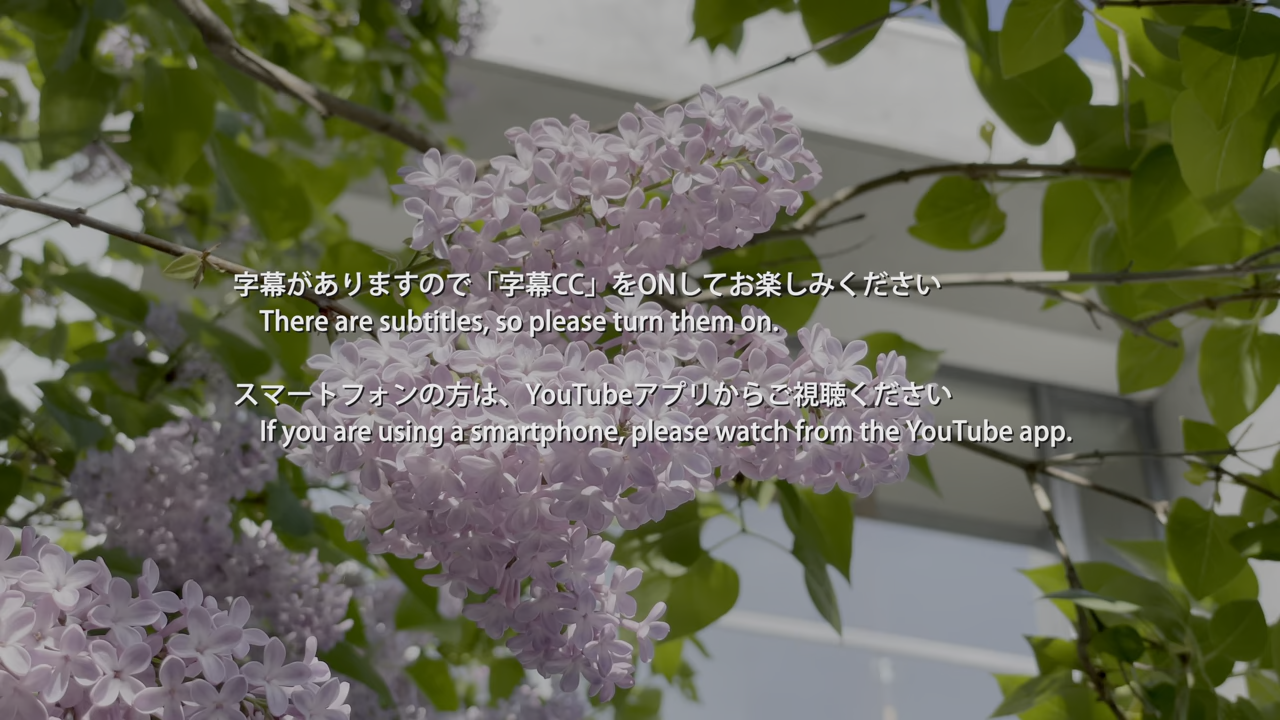 字幕がありますので「字幕CC」をONしてお楽しみください
There are subtitles, so please turn them on.
スマートフォンの方は、YouTubeアプリからご視聴ください
If you are using a smartphone, please watch from the YouTube app.